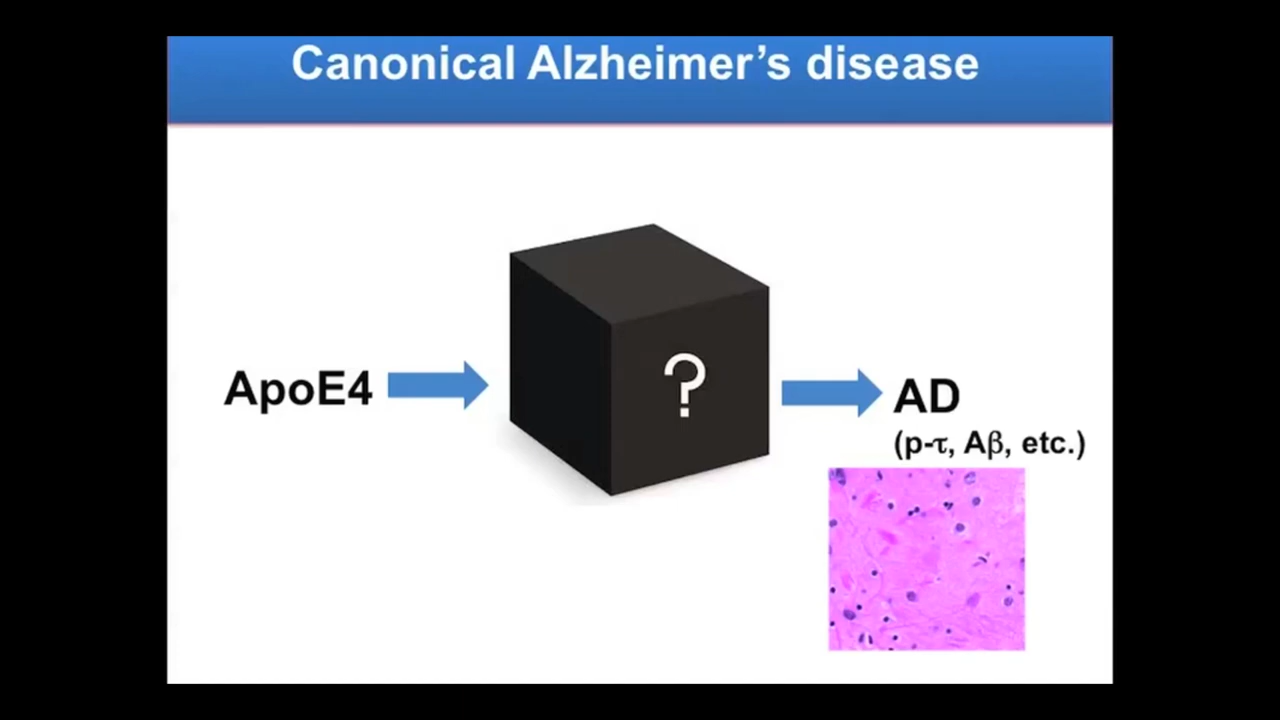 Canonical Alzheimer's disease
ApoE4
?
AD
(p-τ, Aβ, etc.)